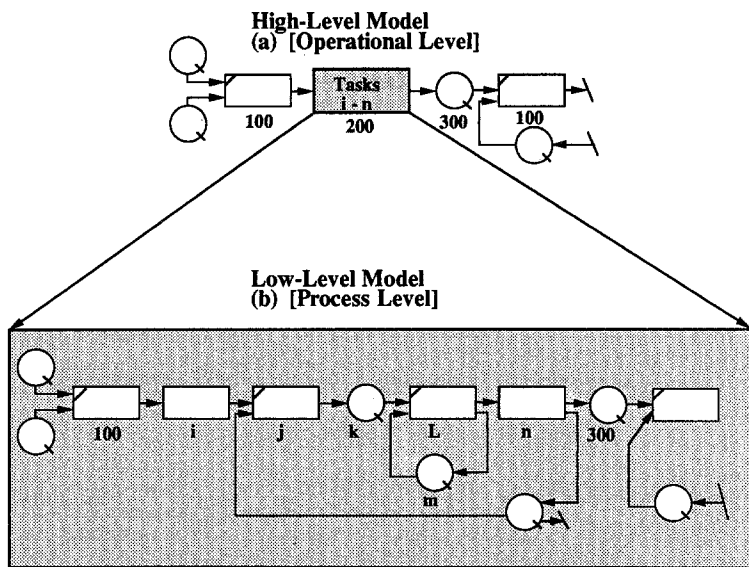 High-Level Model
(a) [Operational Level]
Tasks
i - n
100
200
300
100
Low-Level Model
(b) [Process Level]
100
i
j
k
L
n
300
m